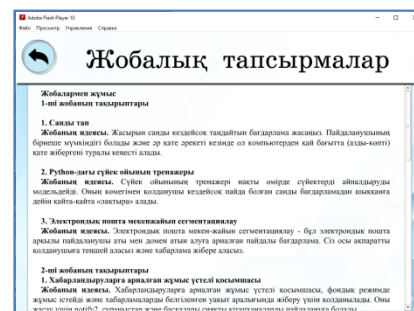 Adobe Flash Player 10
Файл Просмотр Управление Справка
Жобалық тапсырмалар
Жобалармен жұмыс
1-ші жобаның тақырыптары
1. Санды тап
Жобаның идеясы. Жасырын санды кездейсоқ таңдайтын бағдарлама жасаңыз. Пайдаланушының
бірнеше мүмкіндігі болады және әр қате әрекеті кезінде ол компьютерден қай бағытта (азды-көпті)
қате жібергені туралы кеңесті алады.
2. Python-дағы сүйек ойының тренажеры
Жобаның идеясы. Сүйек ойынының тренажері нақты өмірде сүйектерді айналдыруды
модельдейді. Оның көмегімен қолданушы кездейсоқ пайда болған санды бағдарламадан шыққанға
дейін қайта-қайта «лақтыра» алады.
3. Электрондық пошта мекенжайын сегментациялау
Жобаның идеясы. Электрондық пошта мекен-жайын сегментациялау - бұл электрондық пошта
арқылы пайдаланушы аты мен домен атын алуға арналған пайдалы бағдарлама. Сіз осы ақпаратты
қолданушыға теңшей аласыз және хабарлама жібере аласыз.
2-ші жобаның тақырыптары
1. Хабарландыруларға арналған жұмыс үстелі қосымшасы
Жобаның идеясы. Хабарландыруларға арналған жұмыс үстелі қосымшасы, фондық режимде
жұмыс істейді және хабарламаларды белгіленген уақыт аралығында жіберу үшін қолданылады. Оны